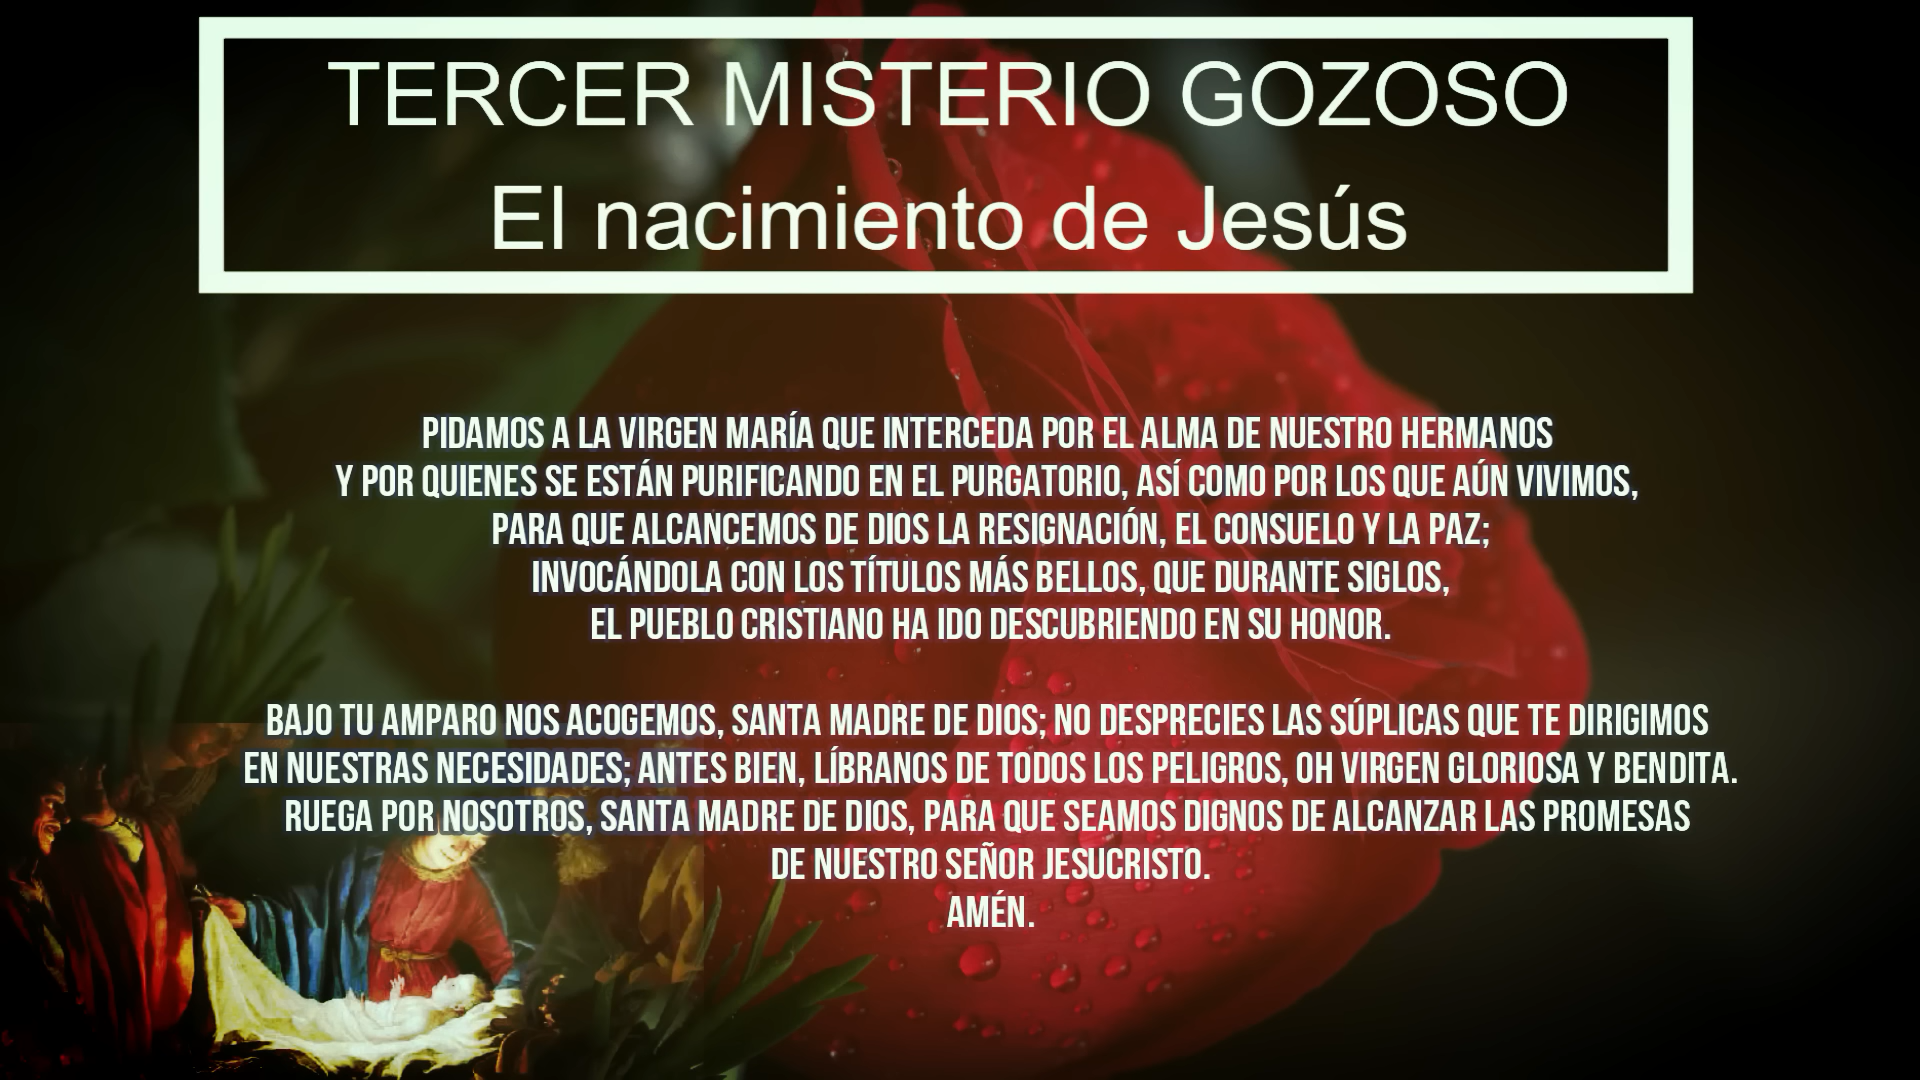 TERCER MISTERIO GOZOSO
El nacimiento de Jesús
PIDAMOS A LA VIRGEN MARÍA QUE INTERCEDA POR EL ALMA DE NUESTRO HERMANOS
Y POR QUIENES SE ESTÁN PURIFICANDO EN EL PURGATORIO, ASÍ COMO POR LOS QUE AÚN VIVIMOS,
PARA QUE ALCANCEMOS DE DIOS LA RESIGNACIÓN, EL CONSUELO Y LA PAZ;
INVOCÁNDOLA CON LOS TÍTULOS MÁS BELLOS, QUE DURANTE SIGLOS,
EL PUEBLO CRISTIANO HA IDO DESCUBRIENDO EN SU HONOR.
BAJO TU AMPARO NOS ACOGEMOS, SANTA MADRE DE DIOS; NO DESPRECIES LAS SÚPLICAS QUE TE DIRIGIMOS
EN NUESTRAS NECESIDADES; ANTES BIEN, LÍBRANOS DE TODOS LOS PELIGROS, OH VIRGEN GLORIOSA Y BENDITA.
RUEGA POR NOSOTROS, SANTA MADRE DE DIOS, PARA QUE SEAMOS DIGNOS DE ALCANZAR LAS PROMESAS
DE NUESTRO SEÑOR JESUCRISTO.
AMÉN.